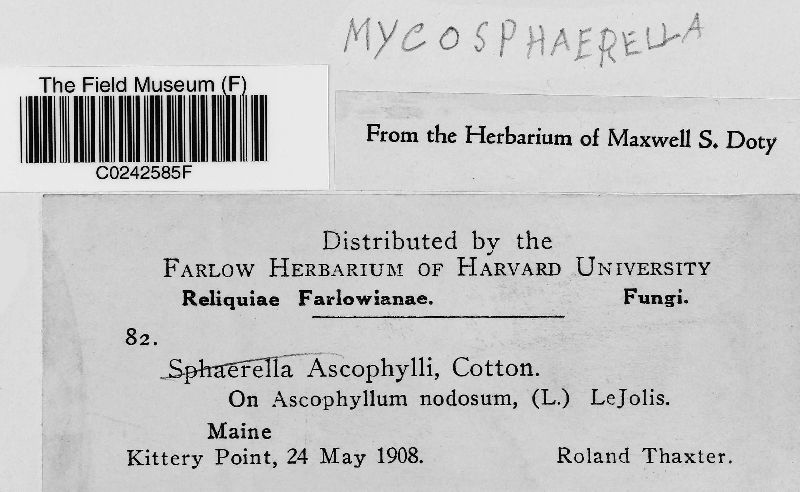 MYCOSPHAERELLA
The Field Museum (F)
C0242585F
From the Herbarium of Maxwell S. Doty
Distributed by the
FARLOW HERBARIUM OF HARVARD UNIVERSITY
Reliquiae Farlowianae. Fungi.
82.
Sphaerella Ascophylli, Cotton.
On Ascophyllum nodosum, (L.) LeJolis.
Maine
Kittery Point, 24 May 1908. Roland Thaxter.